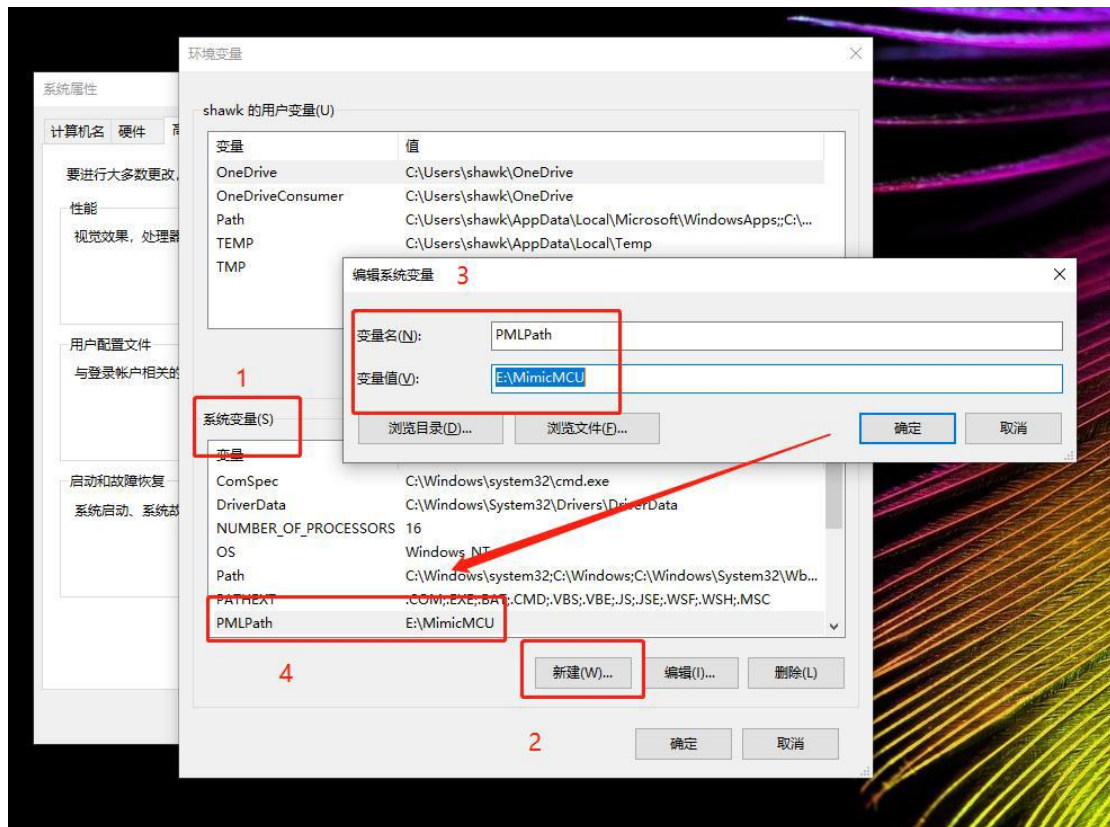 环境变量
系统属性
计算机名 硬件
要进行大多数更改,
性能
视觉效果,处理器
用户配置文件
与登录帐户相关的
启动和故障恢复
系统启动、系统故
shawk 的用户变量(U)
变量 值
OneDrive C:\Users\shawk\OneDrive
OneDriveConsumer C:\Users\shawk\OneDrive
Path C:\Users\shawk\AppData\Local\Microsoft\WindowsApps;;C:\...
TEMP C:\Users\shawk\AppData\Local\Temp
TMP
编辑系统变量 3
变量名(N): PMLPath
变量值(V): E:\MimicMCU
浏览目录(D)... 浏览文件(F)... 确定 取消
1
系统变量(S)
变量
ComSpec C:\Windows\system32\cmd.exe
DriverData C:\Windows\System32\Drivers\DriverData
NUMBER_OF_PROCESSORS 16
OS Windows_NT
Path C:\Windows\system32;C:\Windows;C:\Windows\System32\Wb...
PATHEXT .COM;.EXE;.BAT;.CMD;.VBS;.VBE;.JS;.JSE;.WSF;.WSH;.MSC
PMLPath E:\MimicMCU
4
新建(W)... 编辑(I)... 删除(L)
2
确定 取消